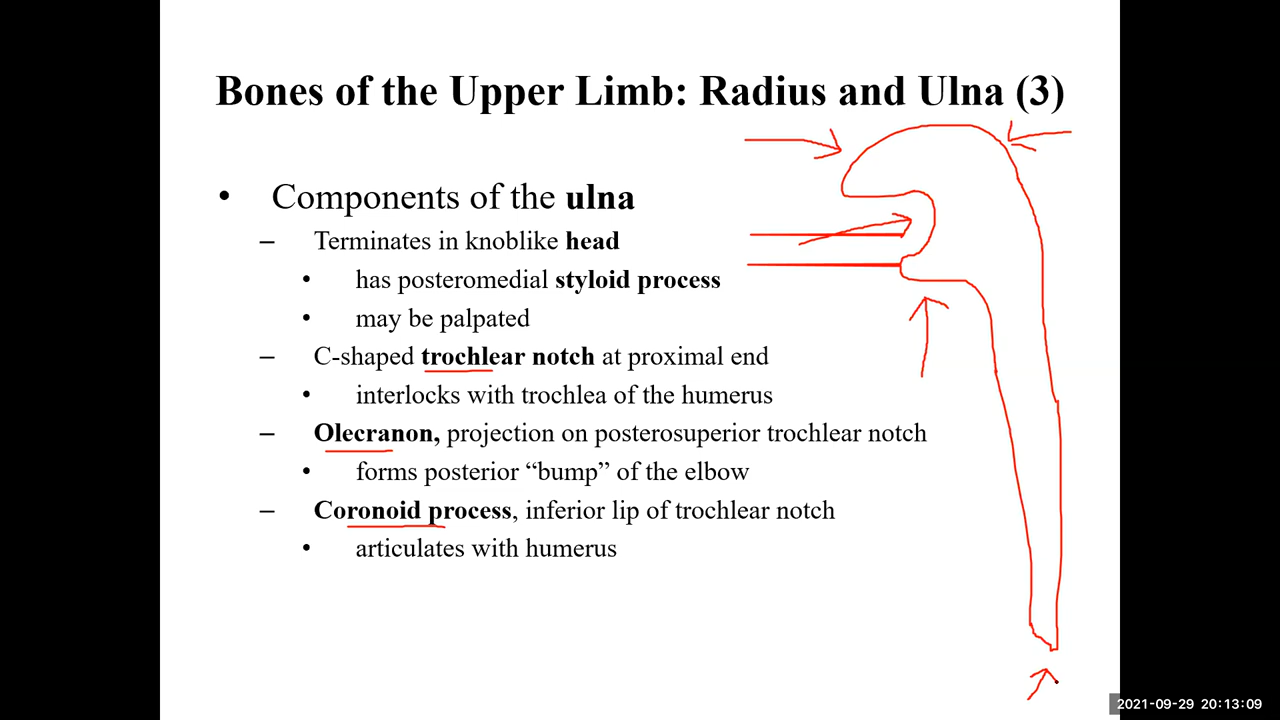 Bones of the Upper Limb: Radius and Ulna (3)
• Components of the ulna
– Terminates in knoblike head
• has posteromedial styloid process
• may be palpated
– C-shaped trochlear notch at proximal end
• interlocks with trochlea of the humerus
– Olecranon, projection on posterosuperior trochlear notch
• forms posterior “bump” of the elbow
– Coronoid process, inferior lip of trochlear notch
• articulates with humerus
2021-09-29 20:13:09